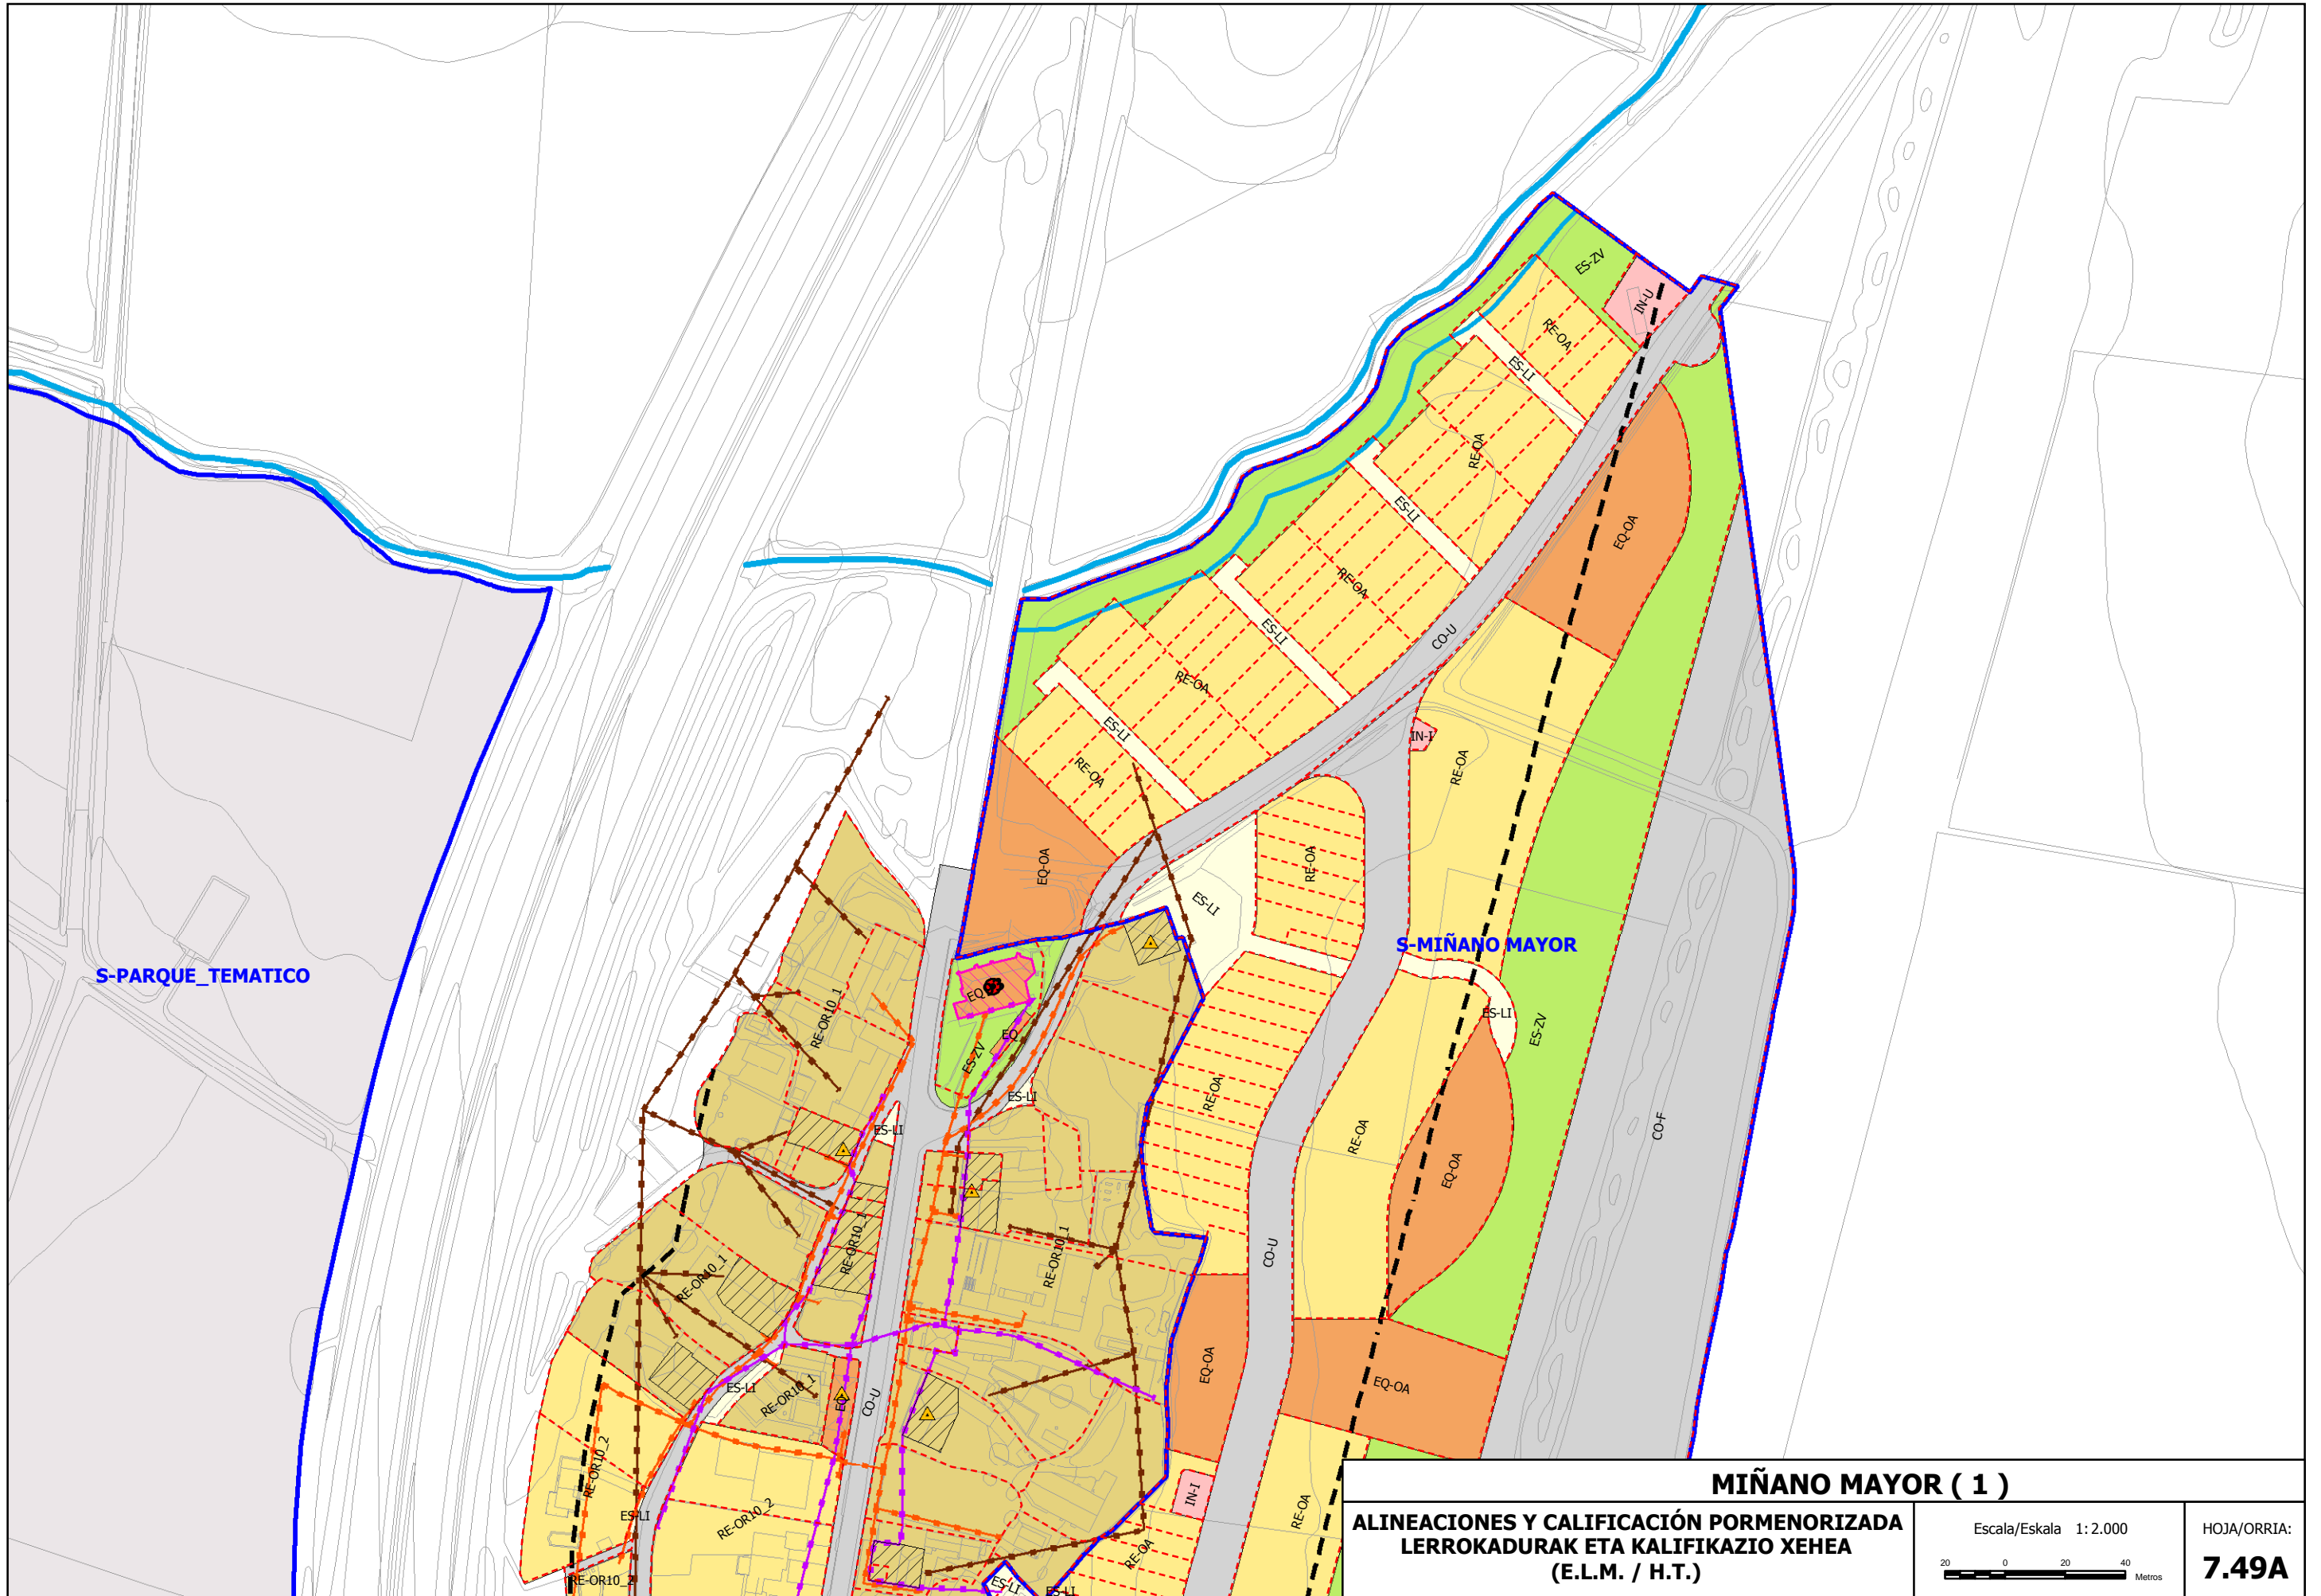 ES-ZV
IN-U
RE-OA
ES-LI
RE-OA
ES-LI
EQ-OA
RE-OA
ES-LI
CO-U
RE-OA
ES-LI
IN-I
RE-OA
RE-OA
EQ-OA
RE-OA
ES-LI
S-MIÑANO MAYOR
S-PARQUE_TEMATICO
EQ
RE-OR10_1
EQ
ES-LI
ES-ZV
ES-ZV
RE-OA
ES-LI
ES-LI
CO-F
RE-OA
EQ-OA
RE-OR10_1
RE-OR10_1
CO-U
RE-OR10_1
EQ-OA
EQ-OA
ES-LI
RE-OR10_1
EQ
CO-U
RE-OR10_2
IN-I
RE-OA
ES-LI
RE-OR10_2
RE-OA
RE-OR10_2
ES-LI
ES-LI
MIÑANO MAYOR ( 1 )
ALINEACIONES Y CALIFICACIÓN PORMENORIZADA
LERROKADURAK ETA KALIFIKAZIO XEHEA
(E.L.M. / H.T.)
Escala/Eskala 1:2.000
20 0 20 40
Metros
HOJA/ORRIA:
7.49A